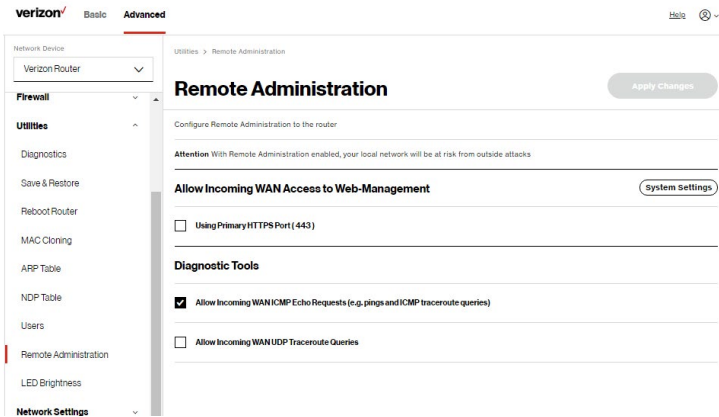 verizon Basic Advanced Help
Network Device
Verizon Router
Firewall
Utilities
Diagnostics
Save & Restore
Reboot Router
MAC Cloning
ARP Table
NDP Table
Users
Remote Administration
LED Brightness
Network Settings
Utilities > Remote Administration
Remote Administration
Apply Changes
Configure Remote Administration to the router
Attention With Remote Administration enabled, your local network will be at risk from outside attacks
Allow Incoming WAN Access to Web-Management
System Settings
Using Primary HTTPS Port ( 443 )
Diagnostic Tools
Allow Incoming WAN ICMP Echo Requests (e.g. pings and ICMP traceroute queries)
Allow Incoming WAN UDP Traceroute Queries